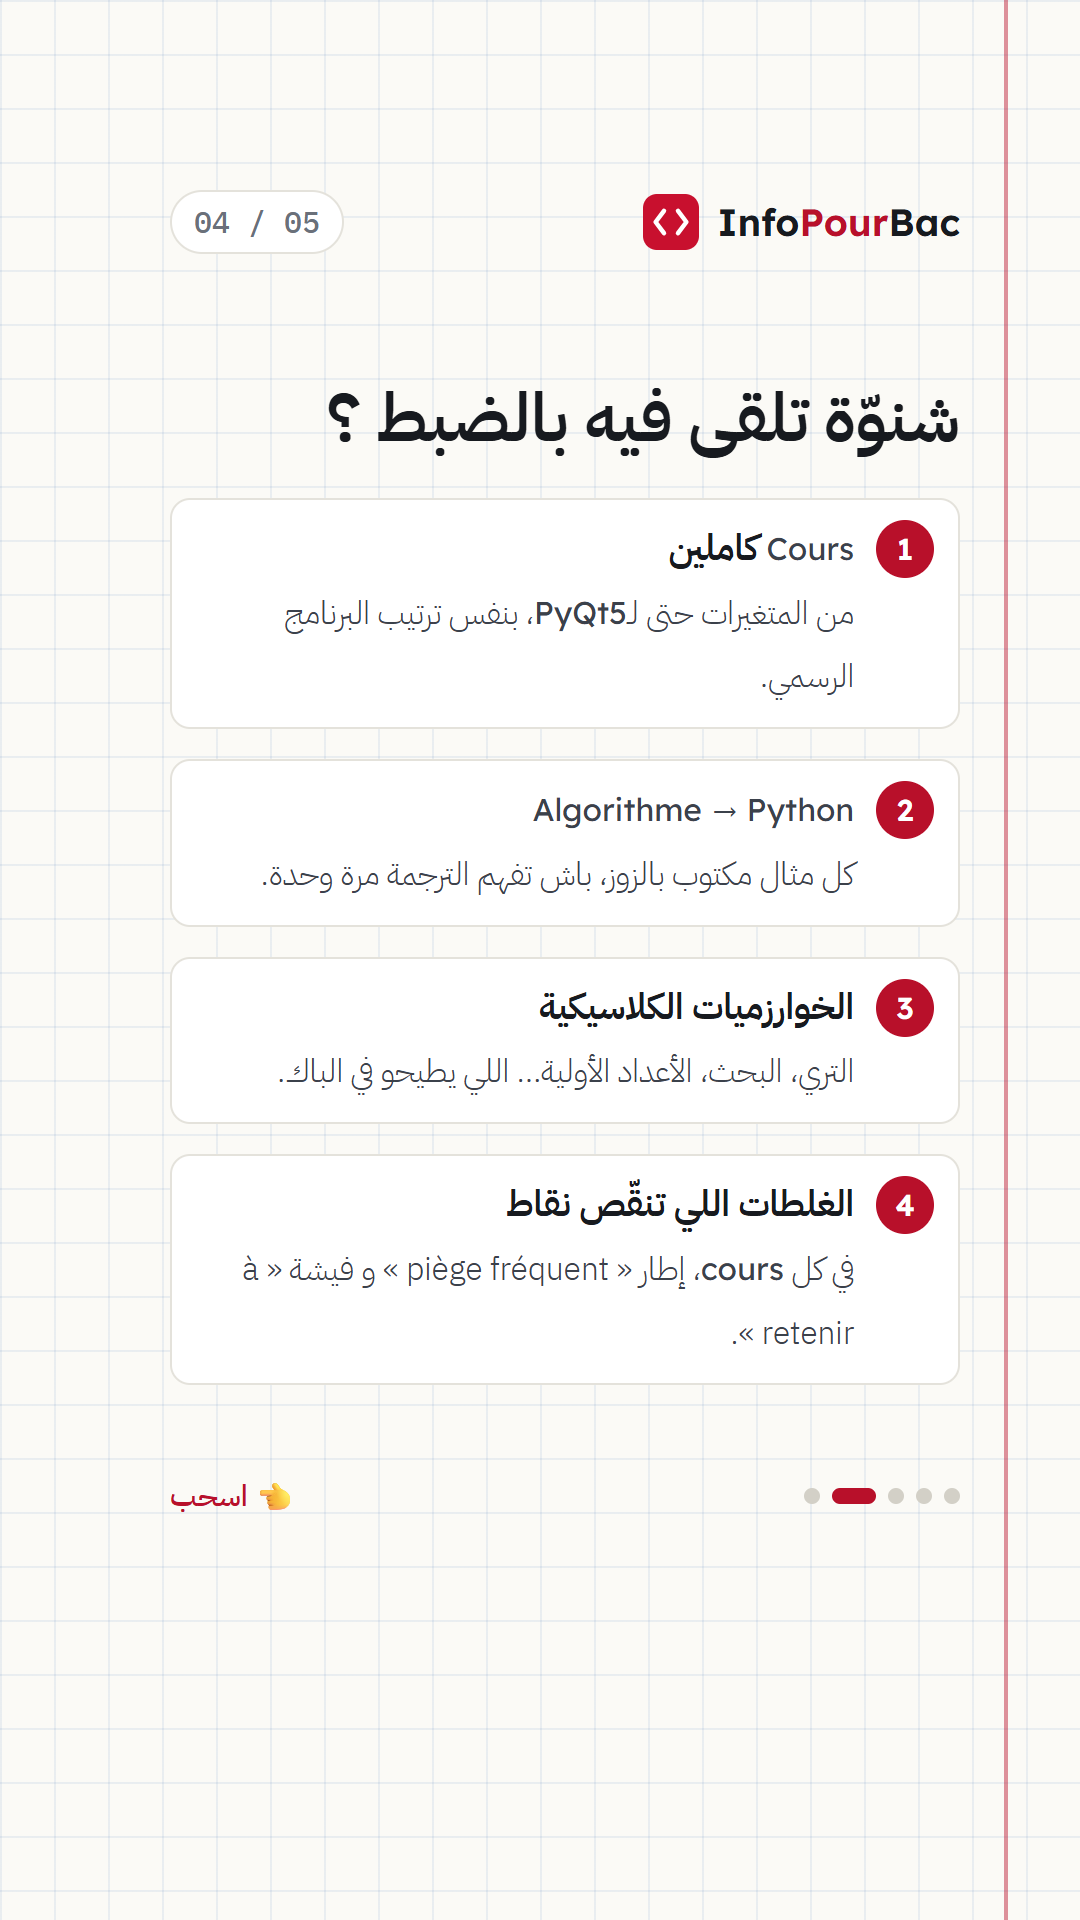 InfoPourBac
04 / 05
شنوّة تلقى فيه بالضبط ؟
1
Cours كاملين
من المتغيرات حتى لـPyQt5، بنفس ترتيب البرنامج
الرسمي.
2
Algorithme → Python
كل مثال مكتوب بالزوز، باش تفهم الترجمة مرة وحدة.
3
الخوارزميات الكلاسيكية
التري، البحث، الأعداد الأولية... اللي يطيحو في الباك.
4
الغلطات اللي تنقّص نقاط
في كل cours، إطار « piège fréquent » و فيشة « à
retenir ».
👈 اسحب